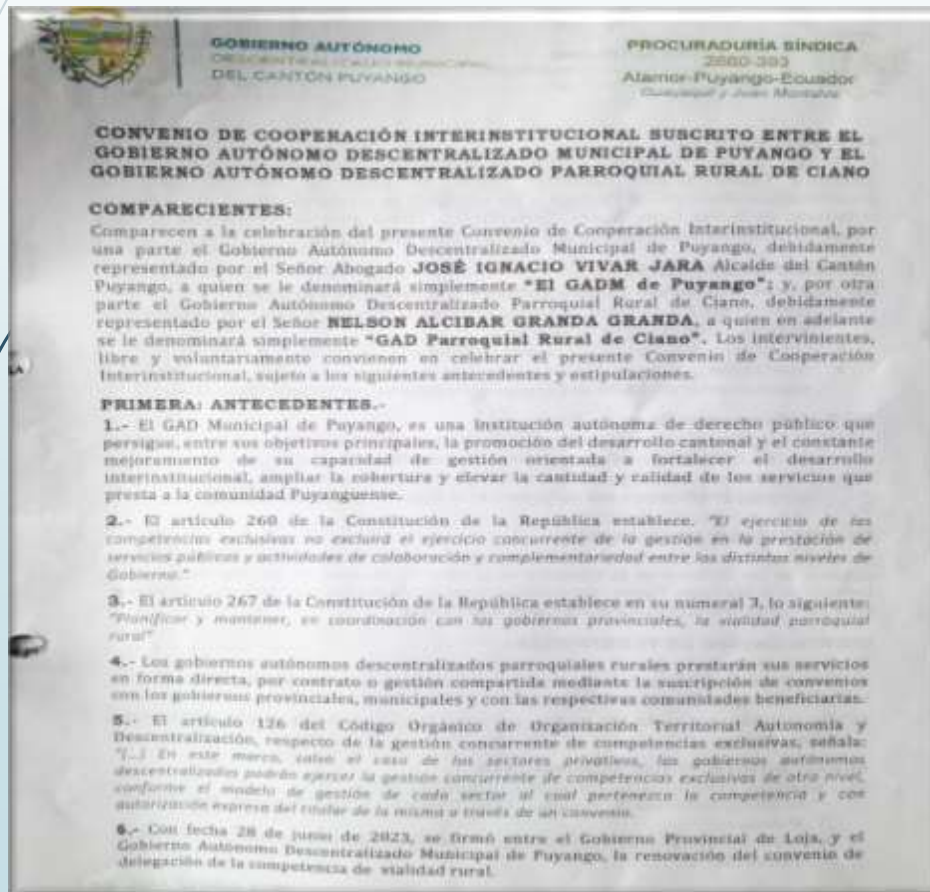 GOBIERNO AUTÓNOMO
DESCENTRALIZADO MUNICIPAL
DEL CANTÓN PUYANGO
PROCURADURÍA SÍNDICA
2680-393
Alamor-Puyango-Ecuador
Guayaquil y Juan Montalvo
CONVENIO DE COOPERACIÓN INTERINSTITUCIONAL SUSCRITO ENTRE EL
GOBIERNO AUTÓNOMO DESCENTRALIZADO MUNICIPAL DE PUYANGO Y EL
GOBIERNO AUTÓNOMO DESCENTRALIZADO PARROQUIAL RURAL DE CIANO
COMPARECIENTES:
Comparecen a la celebración del presente Convenio de Cooperación Interinstitucional, por
una parte el Gobierno Autónomo Descentralizado Municipal de Puyango, debidamente
representado por el Señor Abogado JOSÉ IGNACIO VIVAR JARA Alcalde del Cantón
Puyango, a quien se le denominará simplemente "El GADM de Puyango"; y, por otra
parte el Gobierno Autónomo Descentralizado Parroquial Rural de Ciano, debidamente
representado por el Señor NELSON ALCIBAR GRANDA GRANDA, a quien en adelante
se le denominará simplemente "GAD Parroquial Rural de Ciano". Los intervinientes,
libre y voluntariamente convienen en celebrar el presente Convenio de Cooperación
Interinstitucional, sujeto a los siguientes antecedentes y estipulaciones.
PRIMERA: ANTECEDENTES.-
1.- El GAD Municipal de Puyango, es una Institución autónoma de derecho público que
persigue, entre sus objetivos principales, la promoción del desarrollo cantonal y el constante
mejoramiento de su capacidad de gestión orientada a fortalecer el desarrollo
interinstitucional, ampliar la cobertura y elevar la cantidad y calidad de los servicios que
presta a la comunidad Puyanguense.
2.- El artículo 260 de la Constitución de la República establece. "El ejercicio de las
competencias exclusivas no excluirá el ejercicio concurrente de la gestión en la prestación de
servicios públicos y actividades de colaboración y complementariedad entre los distintos niveles de
Gobierno."
3.- El artículo 267 de la Constitución de la República establece en su numeral 3, lo siguiente:
"Planificar y mantener, en coordinación con los gobiernos provinciales, la vialidad parroquial
rural"
4.- Los gobiernos autónomos descentralizados parroquiales rurales prestarán sus servicios
en forma directa, por contrato o gestión compartida mediante la suscripción de convenios
con los gobiernos provinciales, municipales y con las respectivas comunidades beneficiarias.
5.- El artículo 126 del Código Orgánico de Organización Territorial Autonomía y
Descentralización, respecto de la gestión concurrente de competencias exclusivas, señala:
"(...) En este marco, salvo el caso de los sectores privativos, los gobiernos autónomos
descentralizados podrán ejercer la gestión concurrente de competencias exclusivas de otro nivel,
conforme el modelo de gestión de cada sector al cual pertenezca la competencia y con
autorización expresa del titular de la misma a través de un convenio.
6.- Con fecha 28 de junio de 2023, se firmó entre el Gobierno Provincial de Loja, y el
Gobierno Autónomo Descentralizado Municipal de Puyango, la renovación del convenio de
delegación de la competencia de vialidad rural.